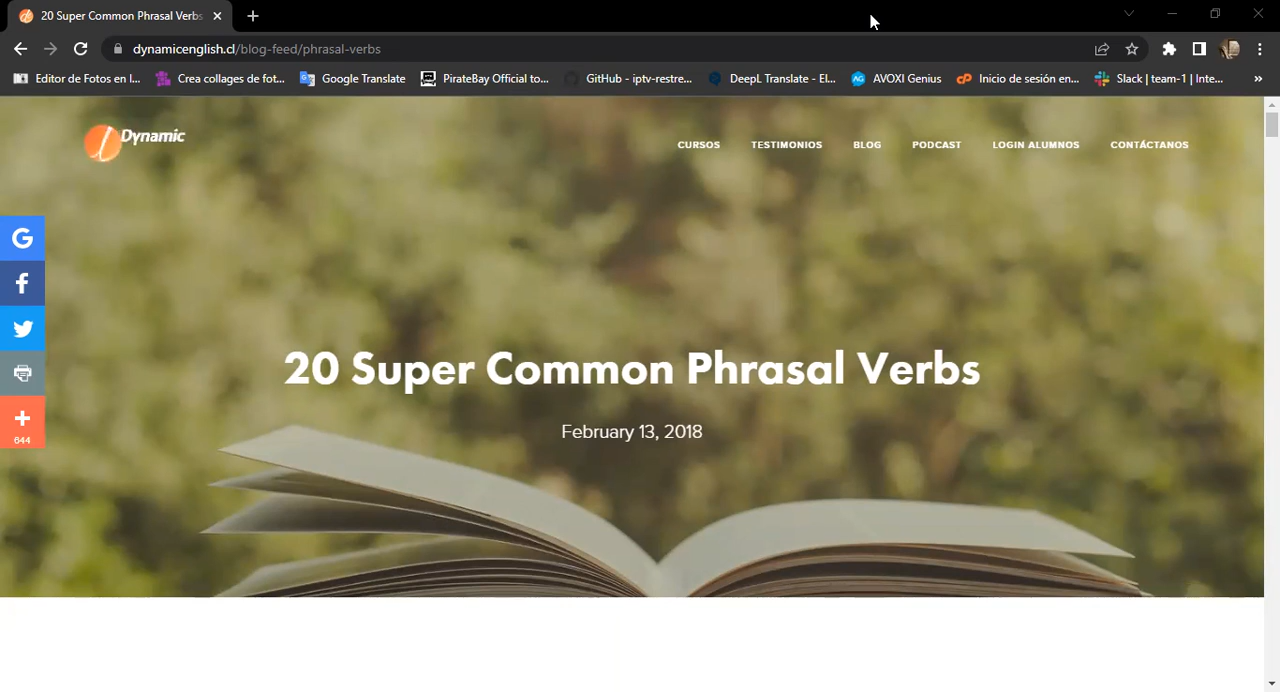 20 Super Common Phrasal Verbs
dynamicenglish.cl/blog-feed/phrasal-verbs
Editor de Fotos en l... Crea collages de fot... Google Translate PirateBay Official to... GitHub - iptv-restre... DeepL Translate - El... AVOXI Genius Inicio de sesión en... Slack | team-1 | Inte... »
Dynamic
CURSOS TESTIMONIOS BLOG PODCAST LOGIN ALUMNOS CONTÁCTANOS
20 Super Common Phrasal Verbs
February 13, 2018
644